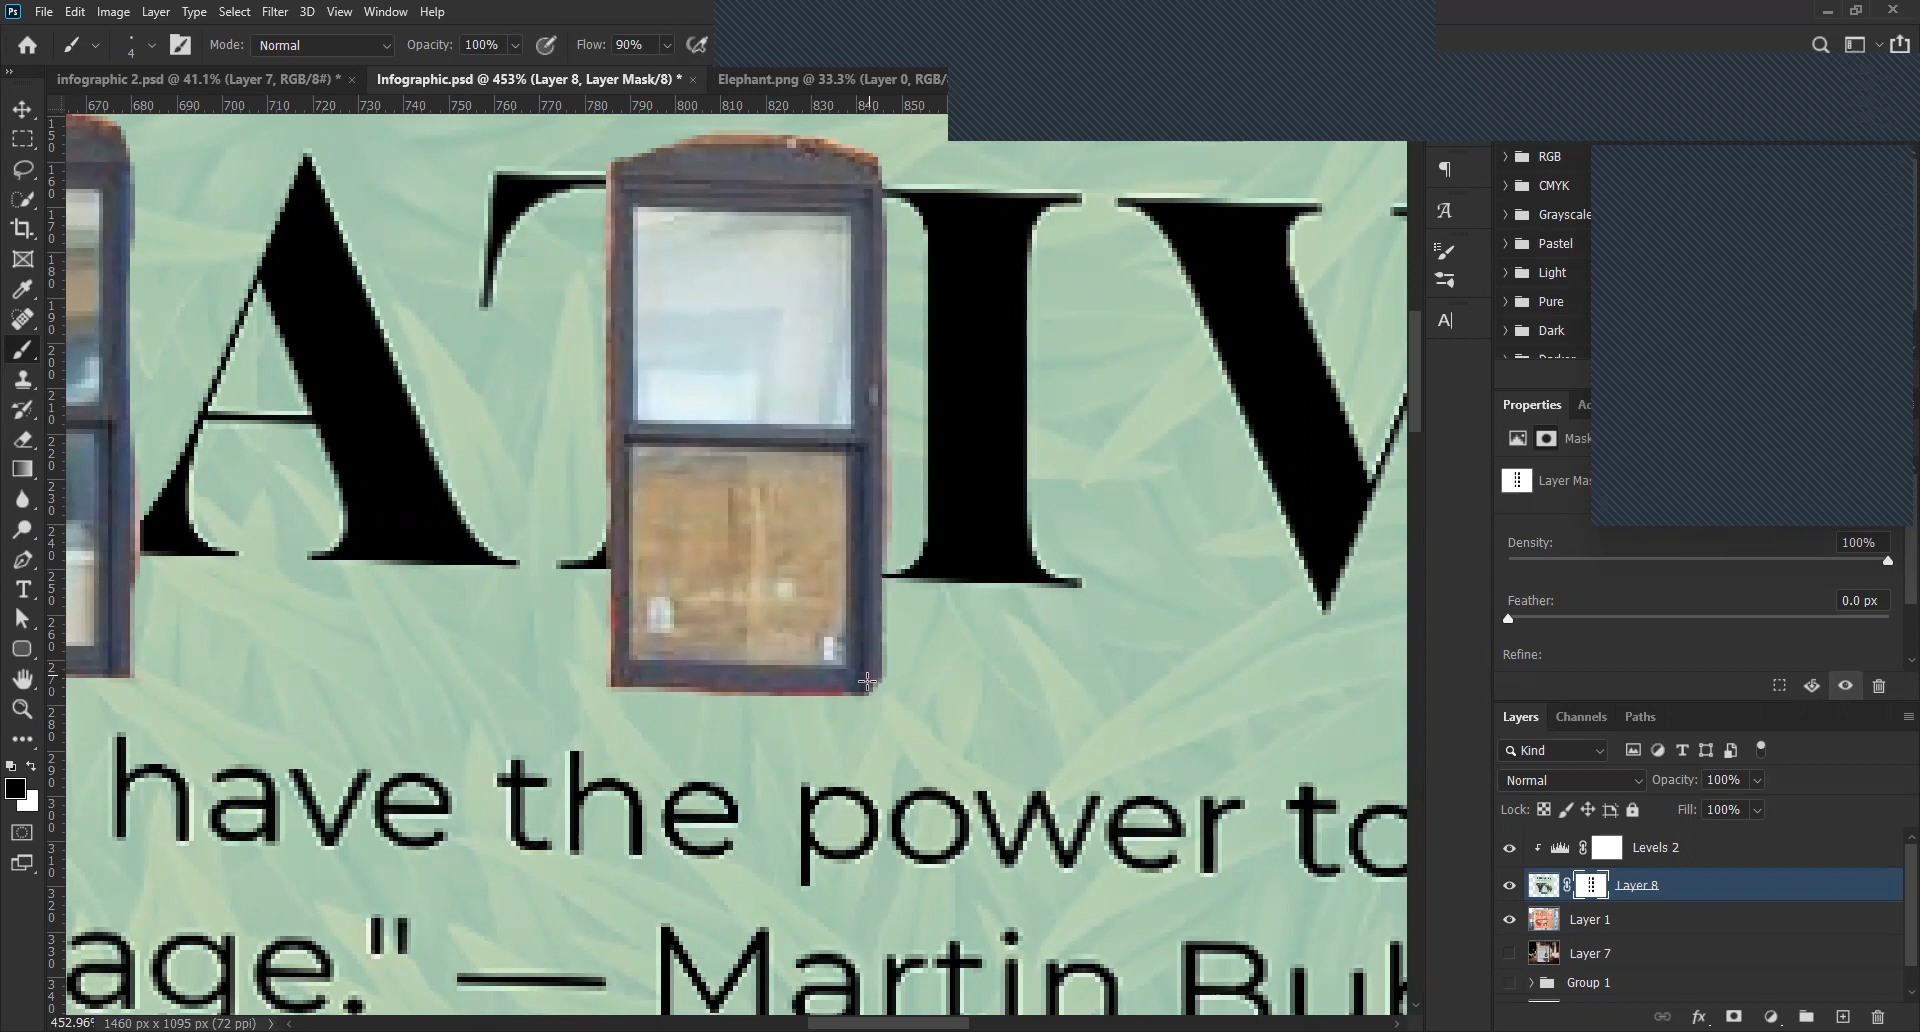 Ps File Edit Image Layer Type Select Filter 3D View Window Help
4 Mode: Normal Opacity: 100% Flow: 90%
infographic 2.psd @ 41.1% (Layer 7, RGB/8#) * × Infographic.psd @ 453% (Layer 8, Layer Mask/8) * × Elephant.png @ 33.3% (Layer 0, RGB/
670 680 690 700 710 720 730 740 750 760 770 780 790 800 810 820 830 840 850
ATIV
have the power to
age." — Martin Bub
RGB
CMYK
Grayscale
Pastel
Light
Pure
Dark
Properties
Mask
Layer Mas
Density: 100%
Feather: 0.0 px
Refine:
Layers Channels Paths
Kind
Normal Opacity: 100%
Lock: Fill: 100%
Levels 2
Layer 8
Layer 1
Layer 7
Group 1
452.96% 1460 px x 1095 px (72 ppi)